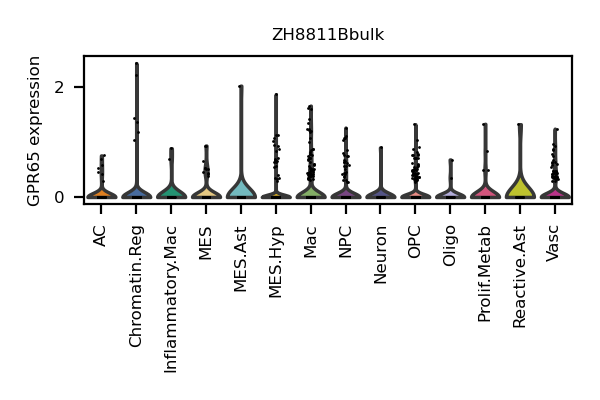 ZH8811Bbulk
GPR65 expression
2
0
AC
Chromatin.Reg
Inflammatory.Mac
MES
MES.Ast
MES.Hyp
Mac
NPC
Neuron
OPC
Oligo
Prolif.Metab
Reactive.Ast
Vasc